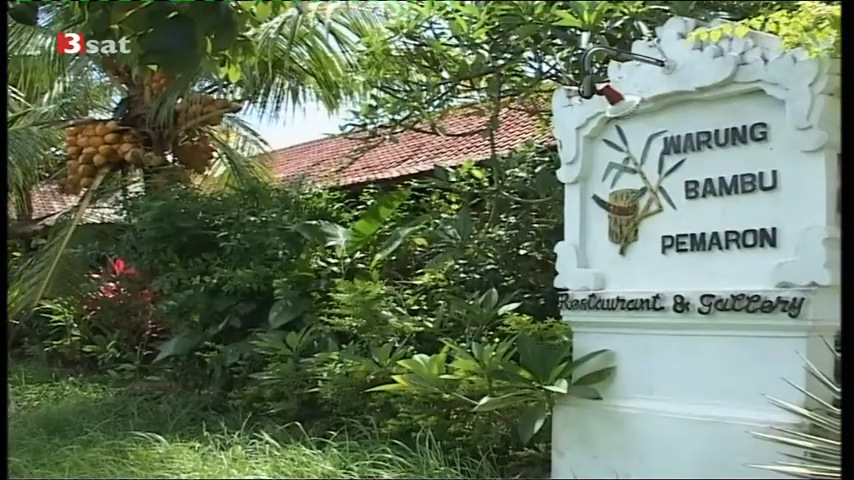 3sat
WARUNG
BAMBU
PEMARON
Restaurant & Gallery